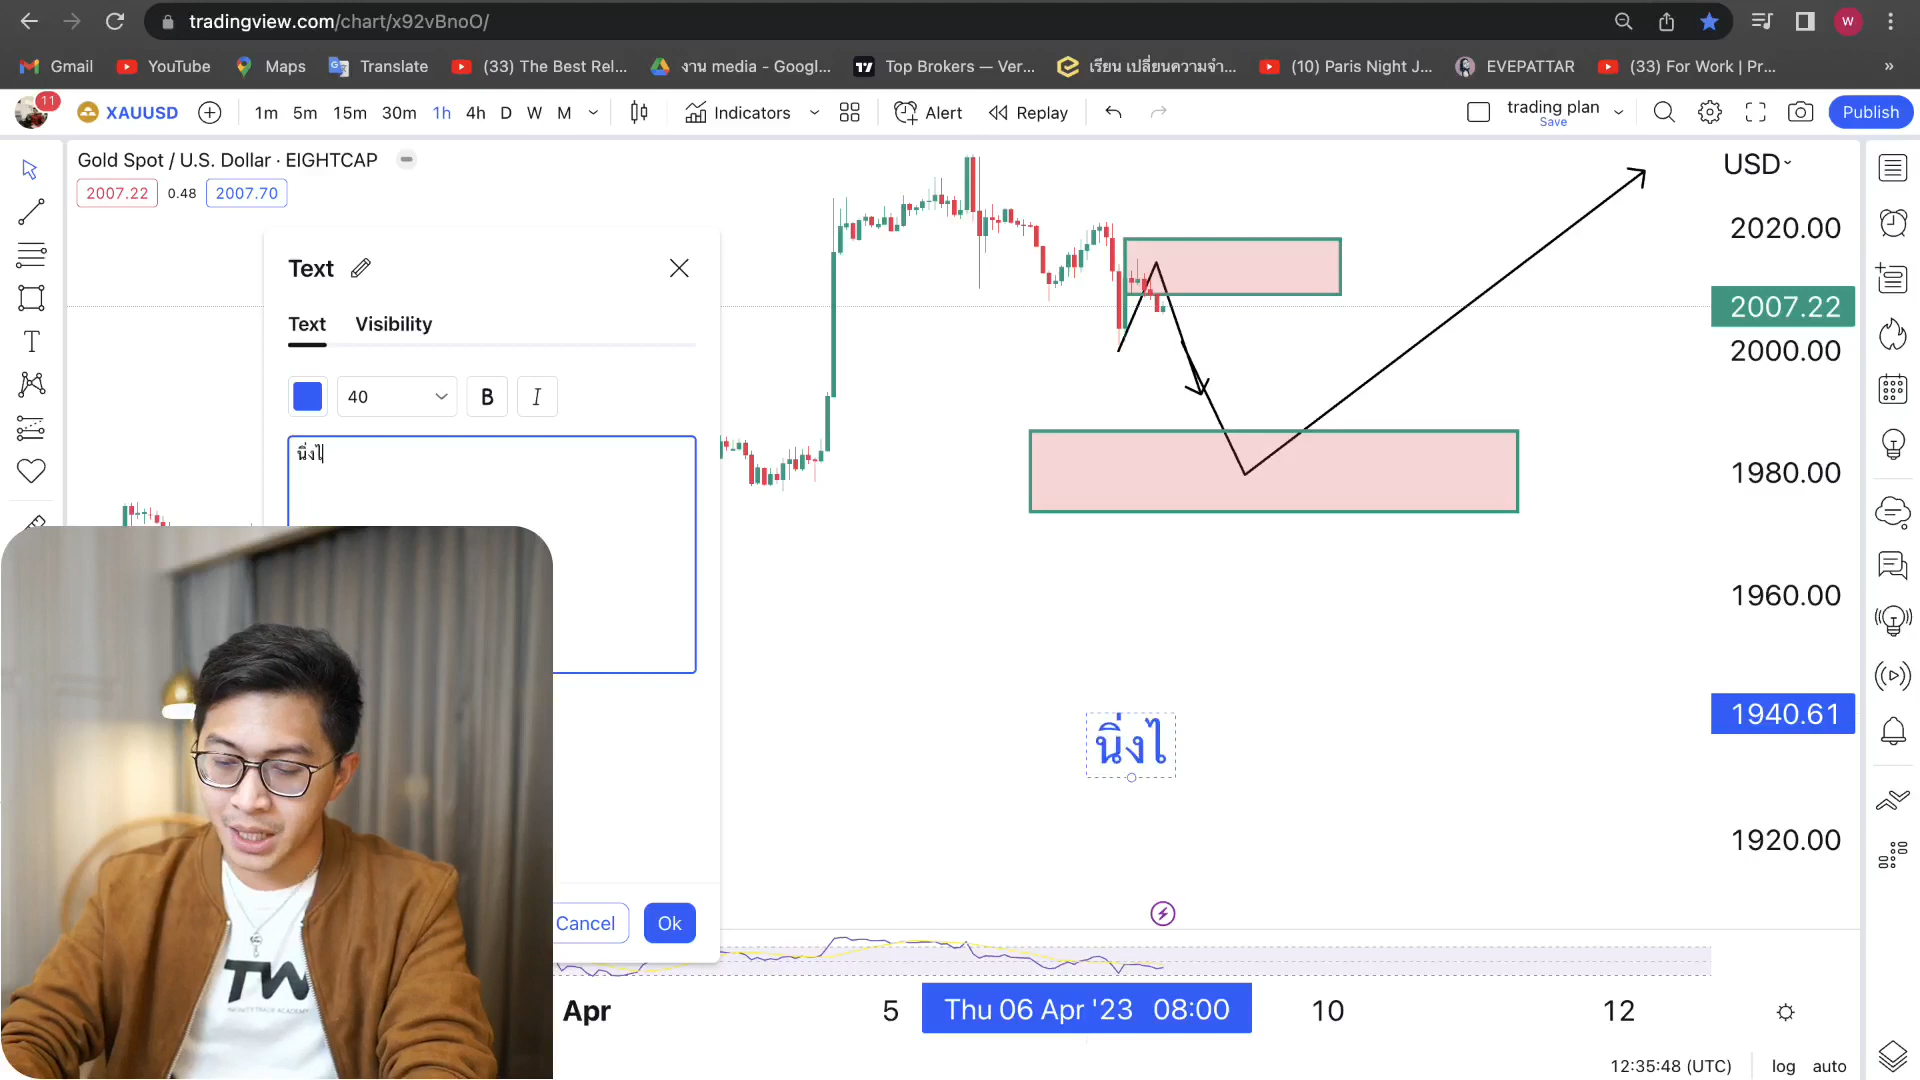 tradingview.com/chart/x92vBnoO/
W
Gmail
YouTube
Maps
Translate
(33) The Best Rel...
งาน media - Googl...
Top Brokers — Ver...
เรียน เปลี่ยนความจำ...
(10) Paris Night J...
EVEPATTAR
(33) For Work | Pr...
»
11
XAUUSD
1m 5m 15m 30m 1h 4h D W M
Indicators
Alert
Replay
trading plan
Save
Publish
Gold Spot / U.S. Dollar · EIGHTCAP
2007.22 0.48 2007.70
USD
2020.00
2007.22
2000.00
1980.00
1960.00
1940.61
1920.00
Text
Text Visibility
40
B I
นิ่งไ
นิ่งไ
Cancel Ok
TW
Apr 5 Thu 06 Apr '23 08:00 10 12
12:35:48 (UTC) log auto